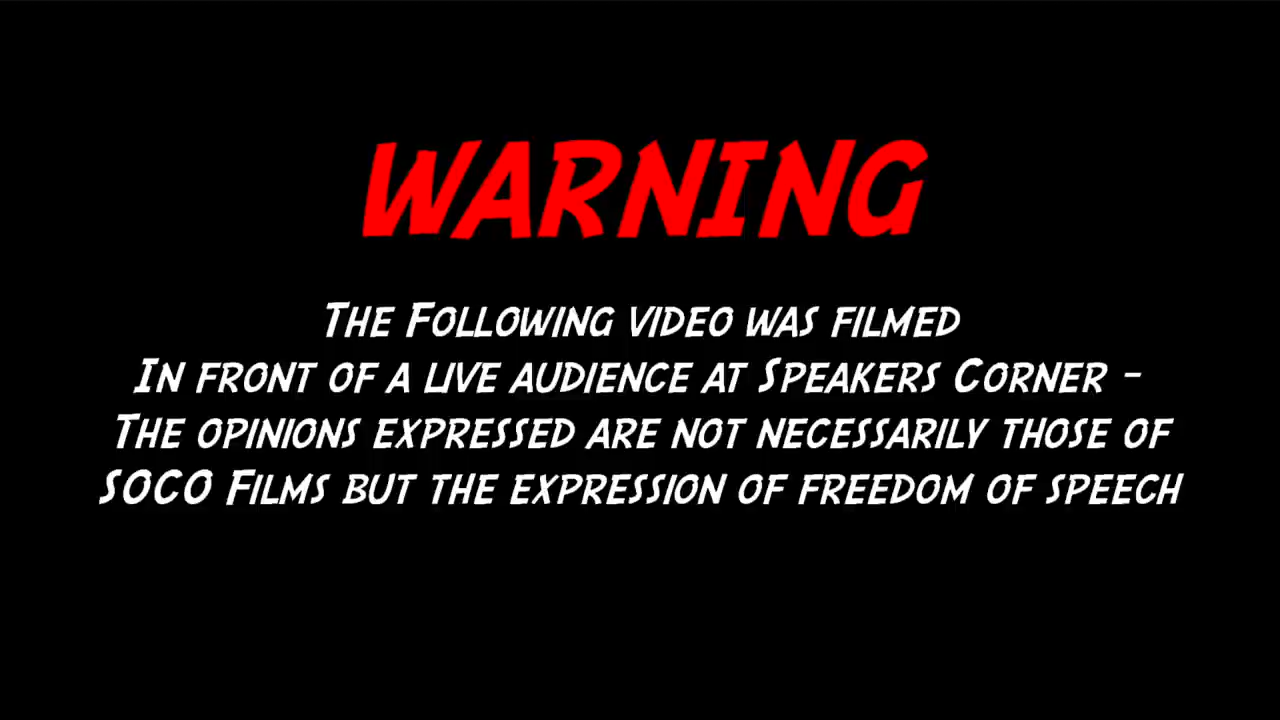 WARNING
The Following video was filmed
In front of a live audience at Speakers Corner -
The opinions expressed are not necessarily those of
SOCO Films but the expression of freedom of speech